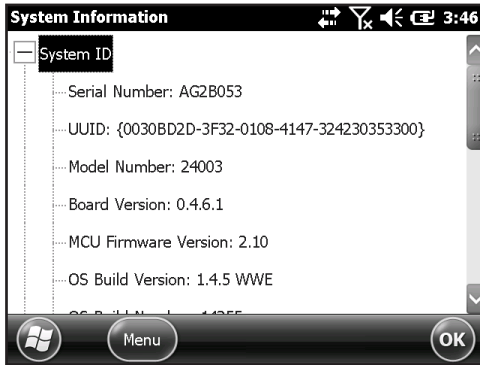 System Information 3:46
System ID
Serial Number: AG2B053
UUID: {0030BD2D-3F32-0108-4147-324230353300}
Model Number: 24003
Board Version: 0.4.6.1
MCU Firmware Version: 2.10
OS Build Version: 1.4.5 WWE
OS Build
Menu OK